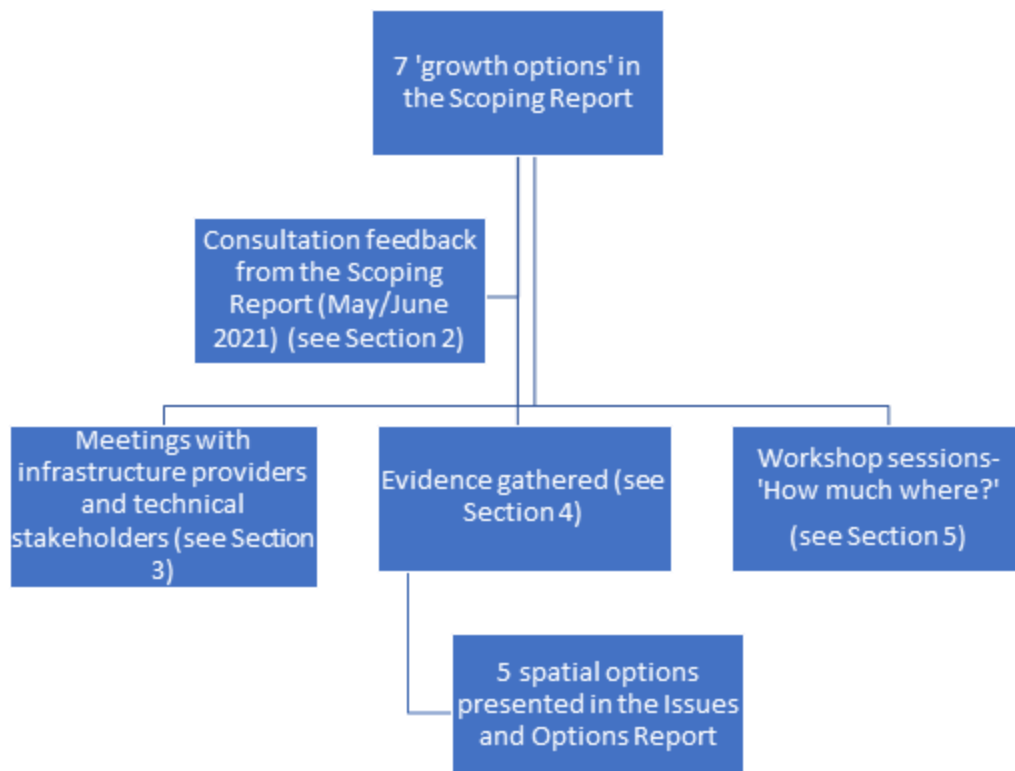 7 'growth options' in
the Scoping Report
Consultation feedback
from the Scoping
Report (May/June
2021) (see Section 2)
Meetings with
infrastructure providers
and technical
stakeholders (see Section
3)
Evidence gathered (see
Section 4)
Workshop sessions-
'How much where?'
(see Section 5)
5 spatial options
presented in the Issues
and Options Report